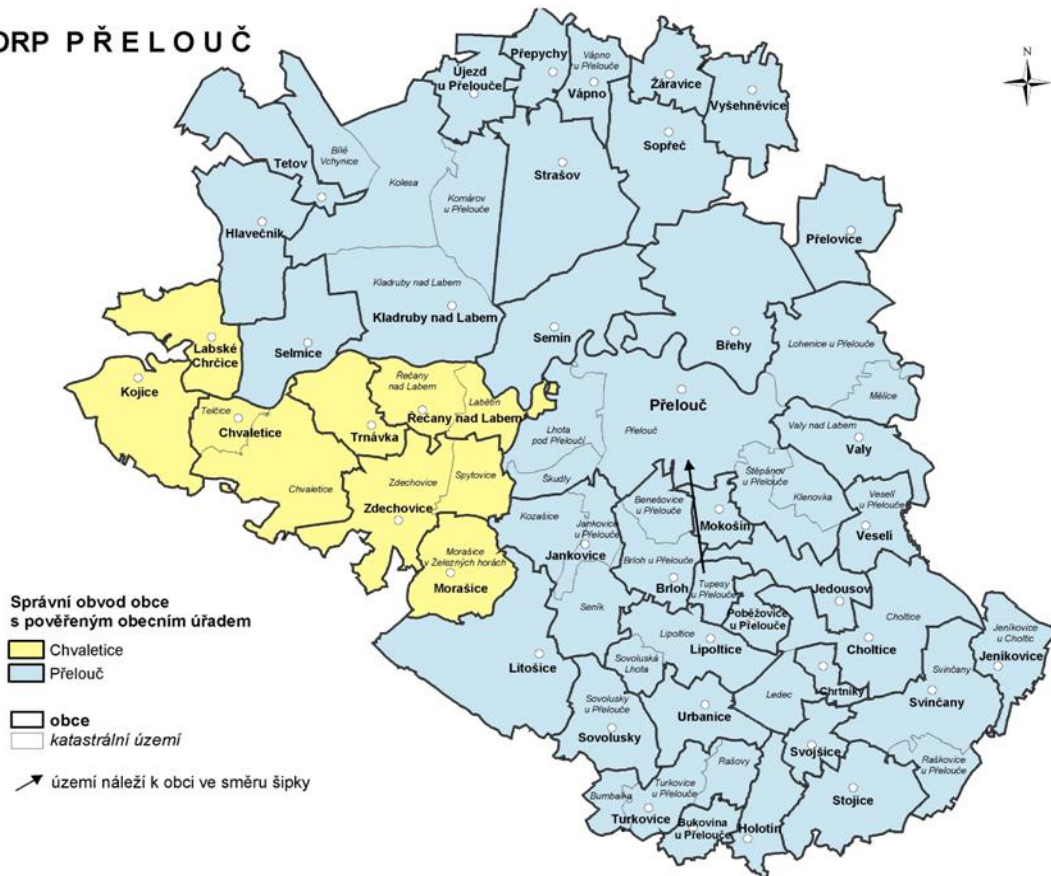 ORP PŘELOUČ
N
Přepychy
Vápno
u Přelouče
Újezd
u Přelouče
Vápno
Žáravice
Vyšehněvice
Sopřeč
Bílé
Vchynice
Tetov
Strašov
Kolesa
Komárov
u Přelouče
Hlavečník
Přelovice
Kladruby nad Labem
Kladruby nad Labem
Semín
Břehy
Lohenice u Přelouče
Labské
Chrčice
Selmice
Kojice
Řečany
nad Labem
Labětín
Přelouč
Mělice
Telčice
Chvaletice
Trnávka
Řečany nad Labem
Lhota
pod Přeloučí
Přelouč
Valy nad Labem
Valy
Chvaletice
Zdechovice
Spytovice
Škudly
Štěpánov
u Přelouče
Klenovka
Veselí
u Přelouče
Zdechovice
Kozašice
Jankovice
u Přelouče
Benešovice
u Přelouče
Mokošín
Veselí
Jankovice
Morašice
v Železných horách
Morašice
Brloh u Přelouče
Brloh
Tupesy
u Přelouče
Jedousov
Seník
Poběžovice
u Přelouče
Choltice
Jeníkovice
u Choltic
Lipoltice
Lipoltice
Choltice
Jeníkovice
Litošice
Sovoluská
Lhota
Svinčany
Ledec
Chrtníky
Svinčany
Sovolusky
u Přelouče
Urbanice
Sovolusky
Svojšice
Rašovy
Raškovice
u Přelouče
Bumbalka
Turkovice
u Přelouče
Stojice
Turkovice
Bukovina
u Přelouče
Holotín
Správní obvod obce
s pověřeným obecním úřadem
Chvaletice
Přelouč
obce
katastrální území
území náleží k obci ve směru šipky